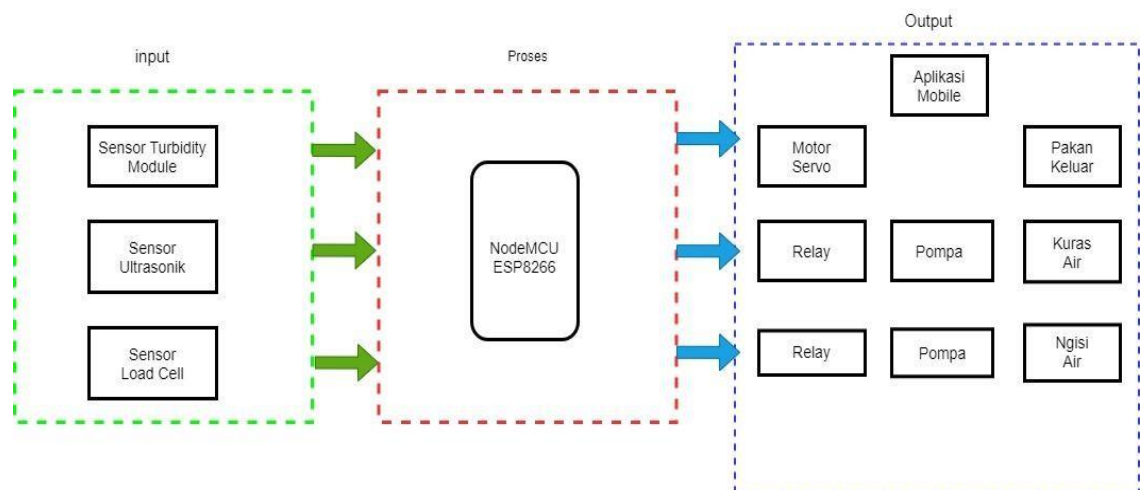 input
Sensor Turbidity
Module
Sensor
Ultrasonik
Sensor
Load Cell
Proses
NodeMCU
ESP8266
Output
Aplikasi
Mobile
Motor
Servo
Pakan
Keluar
Relay
Pompa
Kuras
Air
Relay
Pompa
Ngisi
Air